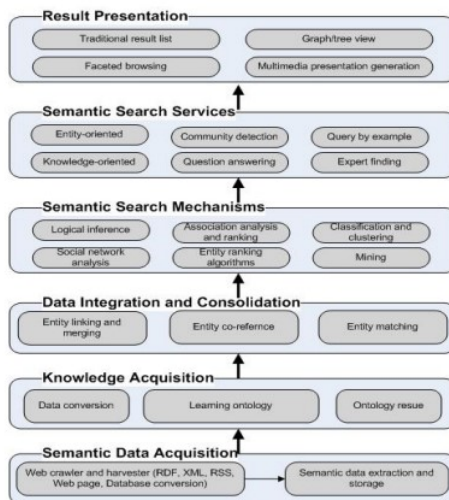 Result Presentation
Traditional result list
Graph/tree view
Faceted browsing
Multimedia presentation generation
Semantic Search Services
Entity-oriented
Community detection
Query by example
Knowledge-oriented
Question answering
Expert finding
Semantic Search Mechanisms
Logical inference
Association analysis
and ranking
Classification and
clustering
Social network
analysis
Entity ranking
algorithms
Mining
Data Integration and Consolidation
Entity linking and
merging
Entity co-refernce
Entity matching
Knowledge Acquisition
Data conversion
Learning ontology
Ontology resue
Semantic Data Acquisition
Web crawler and harvester (RDF, XML, RSS,
Web page, Database conversion)
Semantic data extraction and
storage